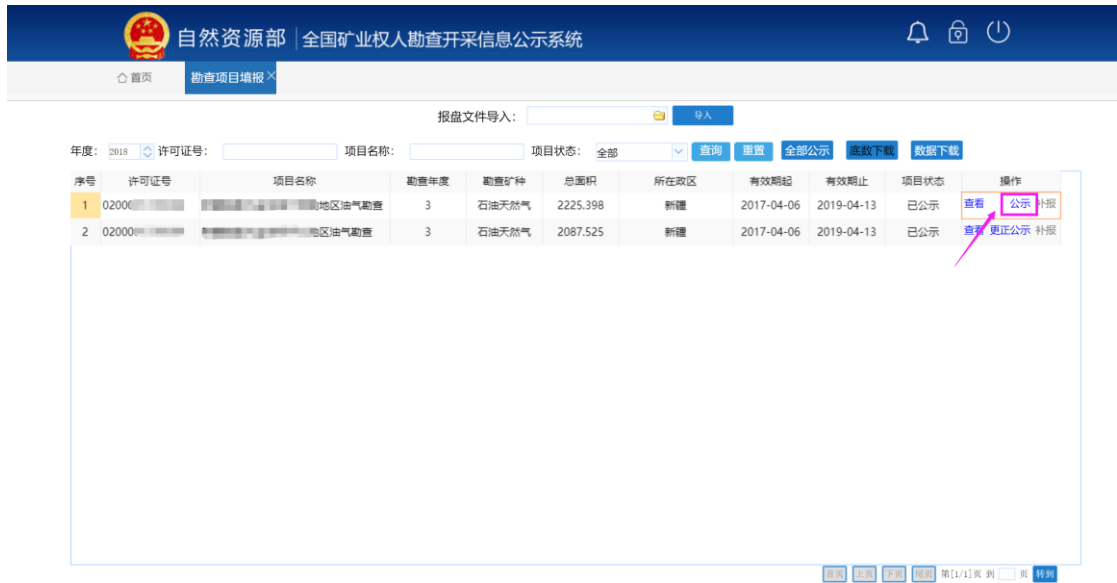 自然资源部 全国矿业权人勘查开采信息公示系统
首页 勘查项目填报
报盘文件导入: 导入
年度: 2018 许可证号: 项目名称: 项目状态: 全部 查询 重置 全部公示 底数下载 数据下载
序号 许可证号 项目名称 勘查年度 勘查矿种 总面积 所在政区 有效期起 有效期止 项目状态 操作
1 02000 地区油气勘查 3 石油天然气 2225.398 新疆 2017-04-06 2019-04-13 已公示 查看 公示 补报
2 02000 地区油气勘查 3 石油天然气 2087.525 新疆 2017-04-06 2019-04-13 已公示 查看 更正公示 补报
首页 上页 下页 尾页 第[1/1]页 到 页 转到